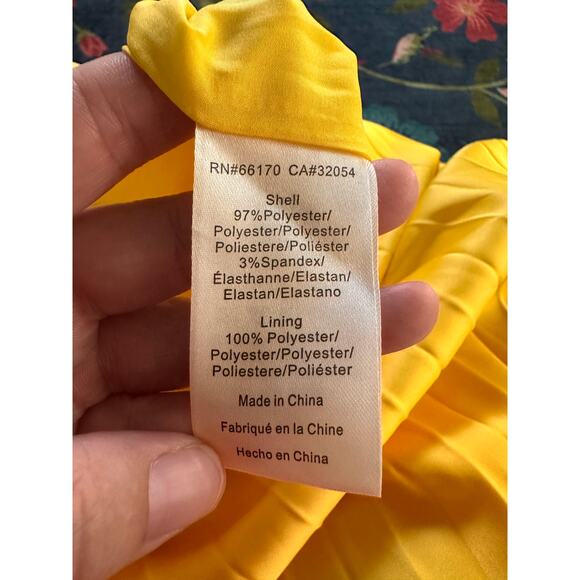 RN#66170 CA#32054
Shell
97%Polyester/
Polyester/Polyester/
Poliestere/Poliéster
3%Spandex/
Élasthanne/Elastan/
Elastan/Elastano
Lining
100% Polyester/
Polyester/Polyester/
Poliestere/Poliéster
Made in China
Fabriqué en la Chine
Hecho en China